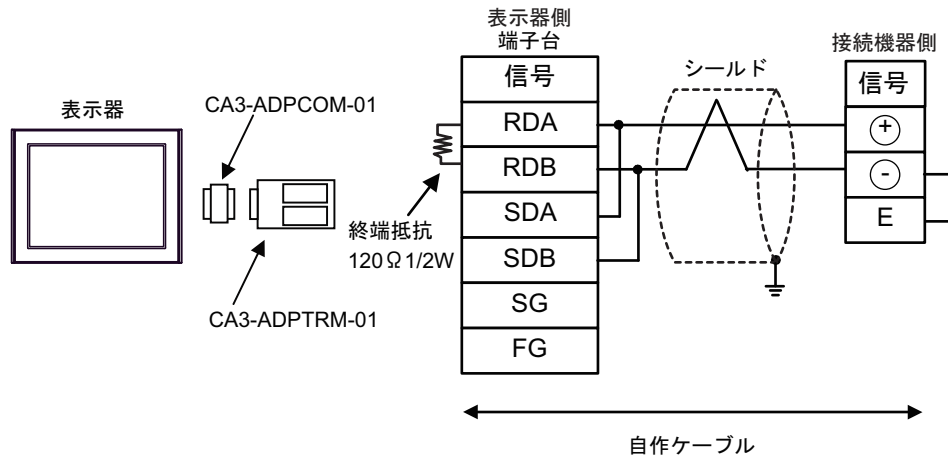 表示器
CA3-ADPCOM-01
CA3-ADPTRM-01
表示器側
端子台
信号
RDA
RDB
SDA
SDB
SG
FG
終端抵抗
120Ω1/2W
シールド
接続機器側
信号
+
-
E
自作ケーブル